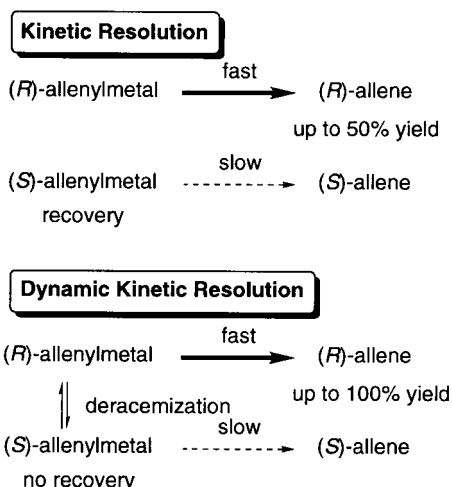 Kinetic Resolution
fast
(R)-allenylmetal (R)-allene
up to 50% yield
slow
(S)-allenylmetal (S)-allene
recovery
Dynamic Kinetic Resolution
fast
(R)-allenylmetal (R)-allene
up to 100% yield
deracemization
slow
(S)-allenylmetal (S)-allene
no recovery